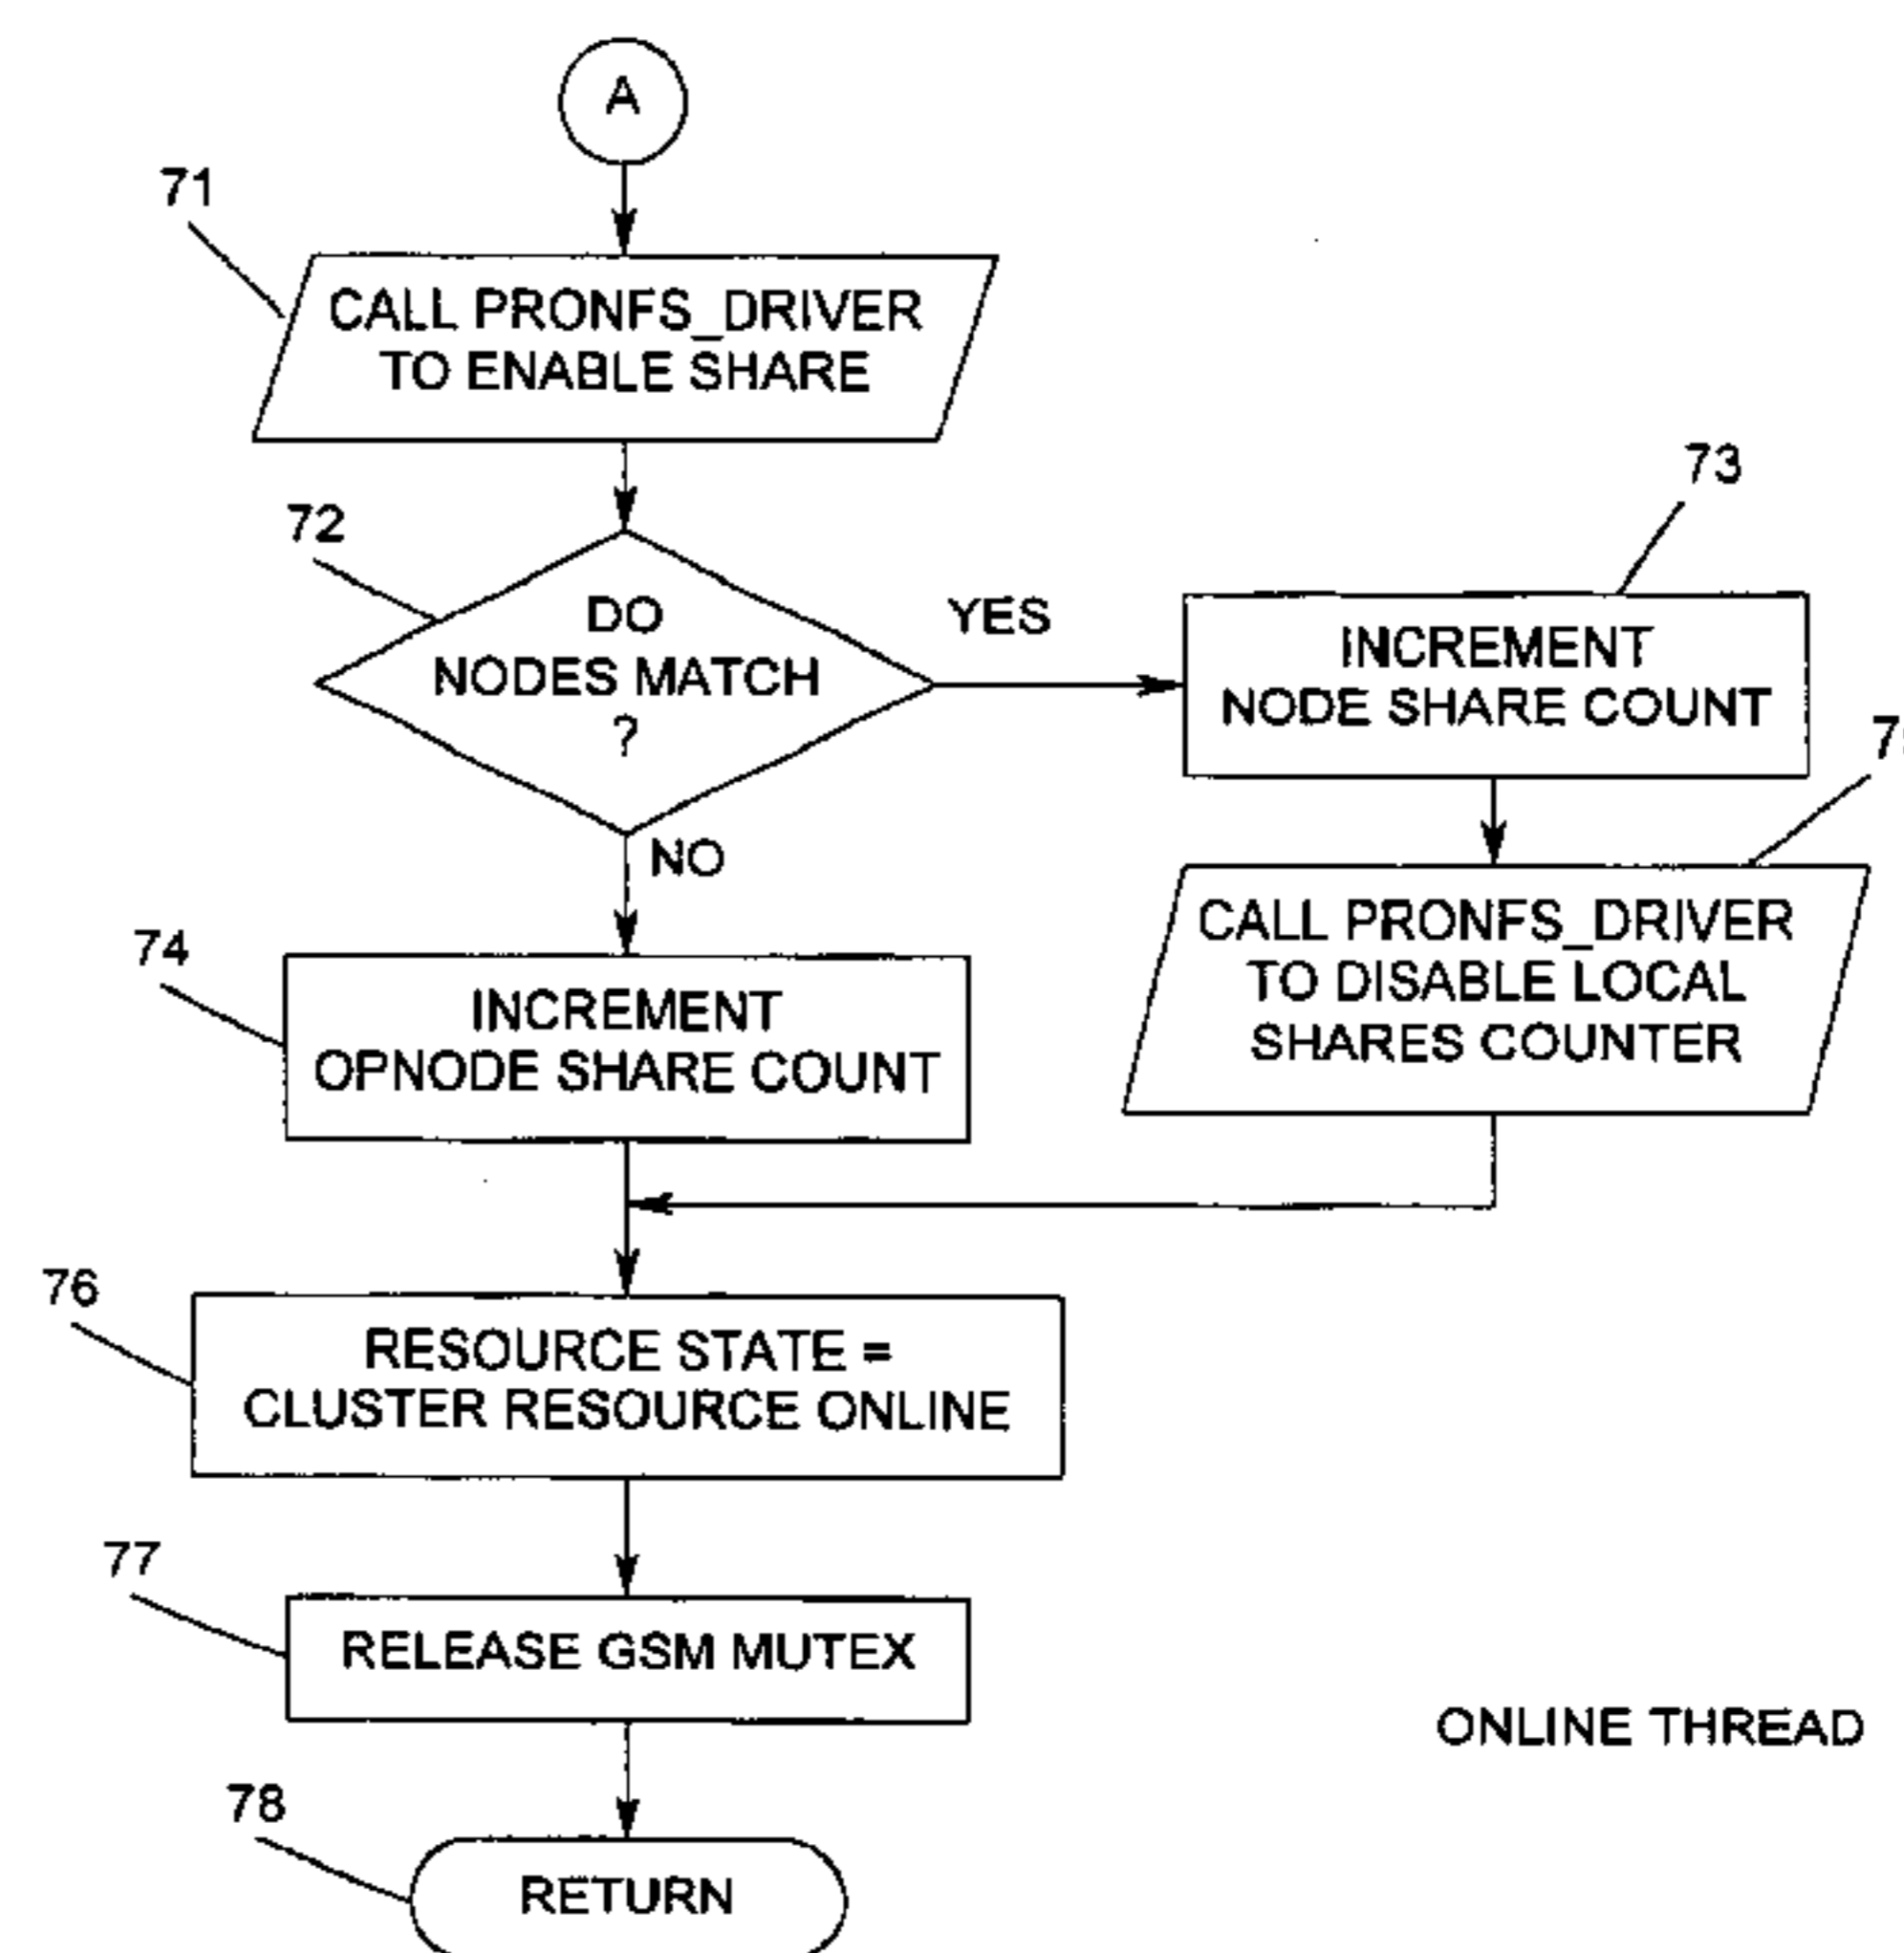 A
71
CALL PRONFS_DRIVER
TO ENABLE SHARE
72
DO
NODES MATCH
?
YES
NO
73
INCREMENT
NODE SHARE COUNT
CALL PRONFS_DRIVER
TO DISABLE LOCAL
SHARES COUNTER
74
INCREMENT
OPNODE SHARE COUNT
76
RESOURCE STATE =
CLUSTER RESOURCE ONLINE
77
RELEASE GSM MUTEX
ONLINE THREAD
78
RETURN